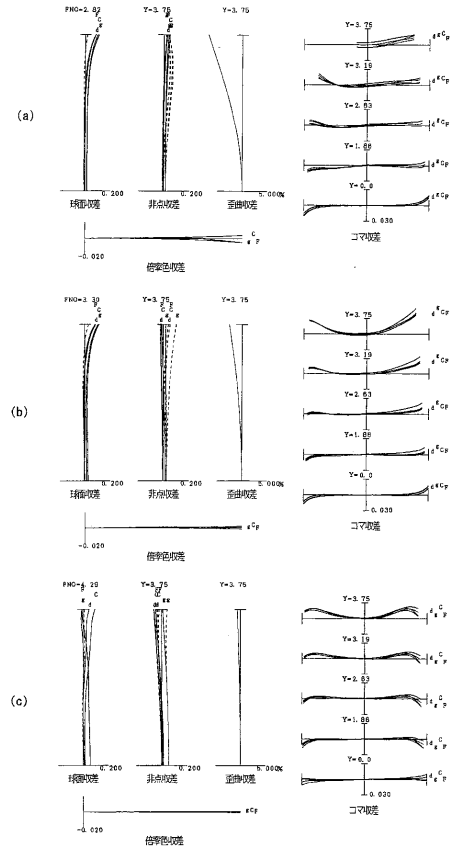 (a)
FNO=2.82
F
C
g
d
Y=3.75
Y=3.75
0.200
球面収差
0.200
非点収差
5.000%
歪曲収差
-0.020
C
g F
倍率色収差
Y=3.75
d g C F
Y=3.19
d g C F
Y=2.63
d g C F
Y=1.88
d g C F
Y=0.0
d g C F
0.030
コマ収差
(b)
FNO=3.30
F
C
g
d
Y=3.75
F F
C C
g g
d d
Y=3.75
0.200
球面収差
0.200
非点収差
5.000%
歪曲収差
-0.020
g C F
倍率色収差
Y=3.75
d g C F
Y=3.19
d g C F
Y=2.63
d g C F
Y=1.88
d g C F
Y=0.0
d g C F
0.030
コマ収差
(c)
FNO=4.29
F
C
g
d
Y=3.75
Y=3.75
0.200
球面収差
0.200
非点収差
5.000%
歪曲収差
-0.020
g C F
倍率色収差
Y=3.75
d g C F
Y=3.19
d g C F
Y=2.63
d g C F
Y=1.88
d g C F
Y=0.0
d g C F
0.030
コマ収差